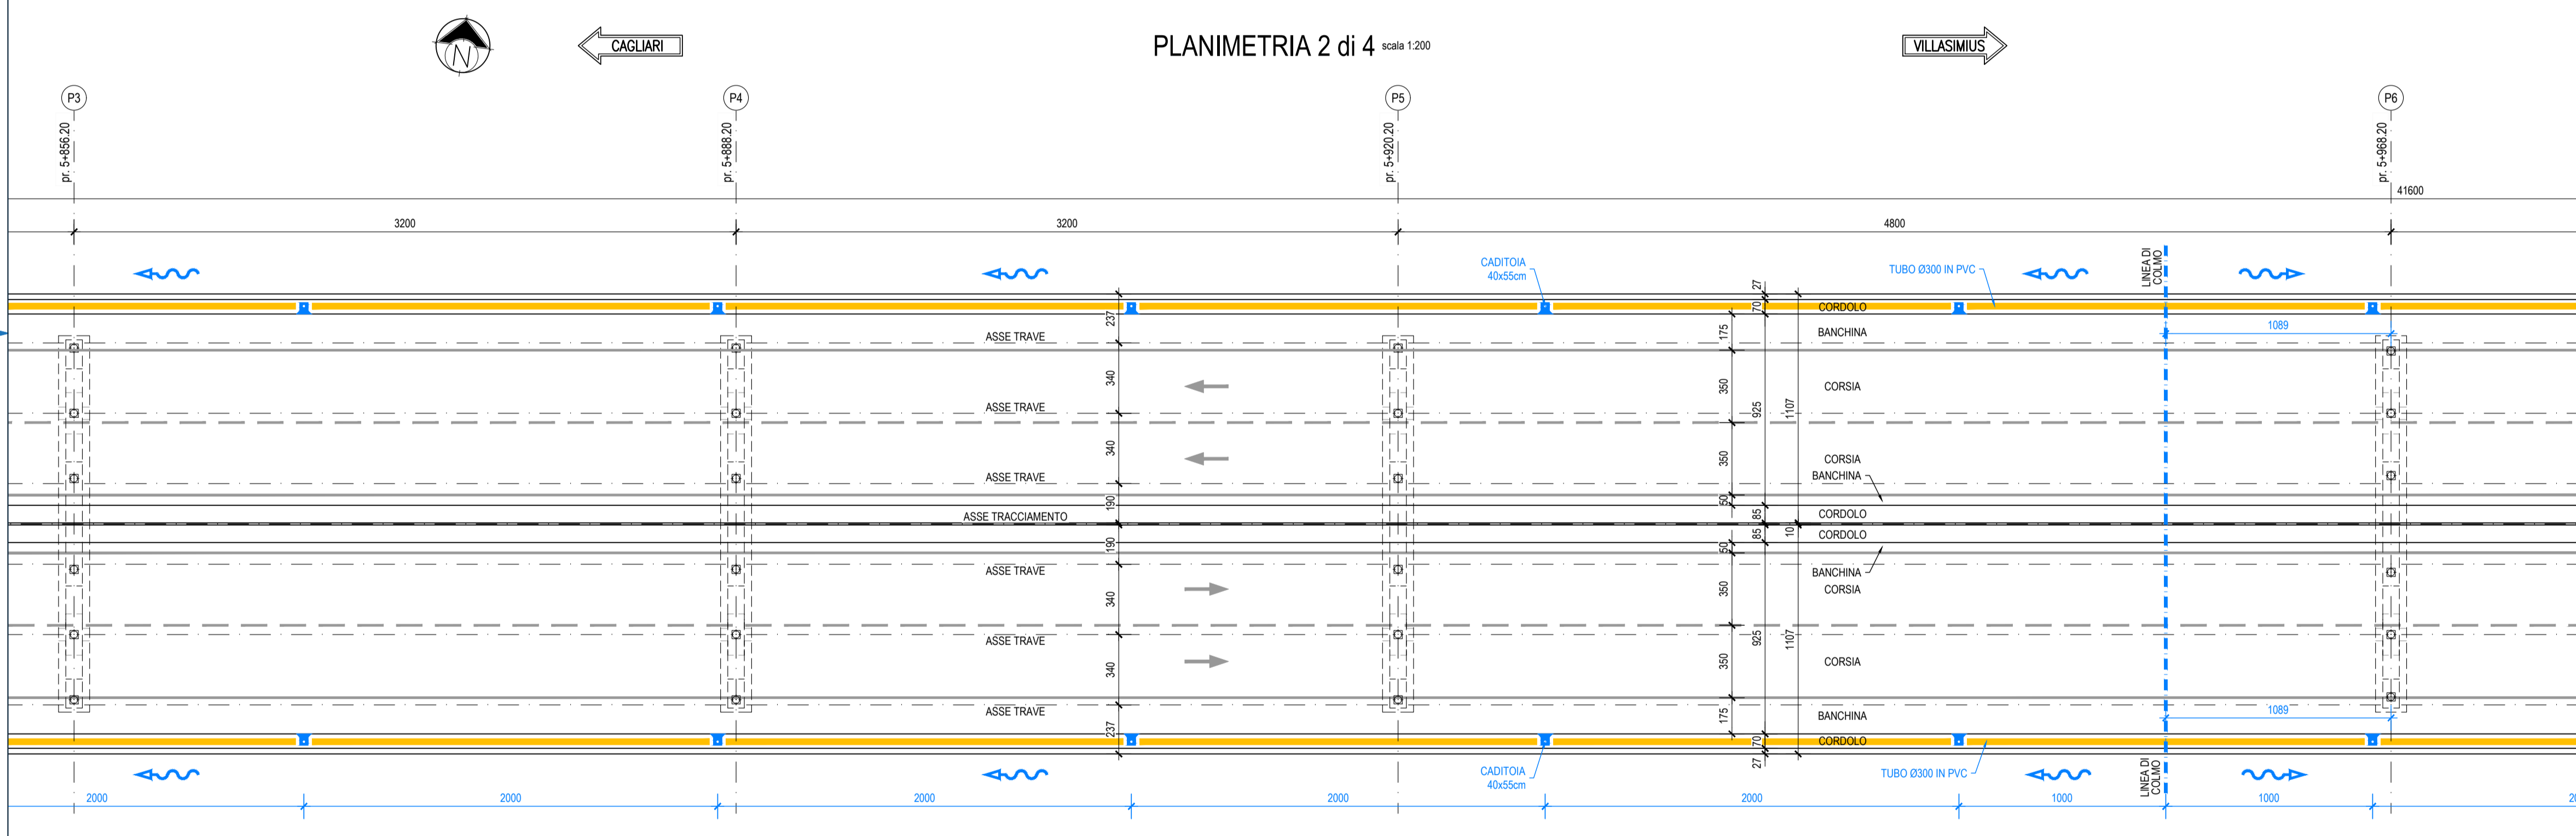 N
CAGLIARI
PLANIMETRIA 2 di 4 scala 1:200
VILLASIMIUS
P3
P4
P5
P6
pr. 5+856.20
pr. 5+888.20
pr. 5+920.20
pr. 5+968.20
41600
3200
3200
4800
CADITOIA
40x55cm
TUBO Ø300 IN PVC
LINEA DI
COLMO
27
70
CORDOLO
237
175
BANCHINA
1089
ASSE TRAVE
340
350
CORSIA
925
1107
ASSE TRAVE
340
350
CORSIA
BANCHINA
ASSE TRAVE
190
50
85
CORDOLO
ASSE TRACCIAMENTO
10
190
50
85
CORDOLO
ASSE TRAVE
BANCHINA
340
350
CORSIA
ASSE TRAVE
925
1107
340
350
CORSIA
ASSE TRAVE
1089
237
175
BANCHINA
70
CORDOLO
27
CADITOIA
40x55cm
TUBO Ø300 IN PVC
LINEA DI
COLMO
2000
2000
2000
2000
2000
1000
1000